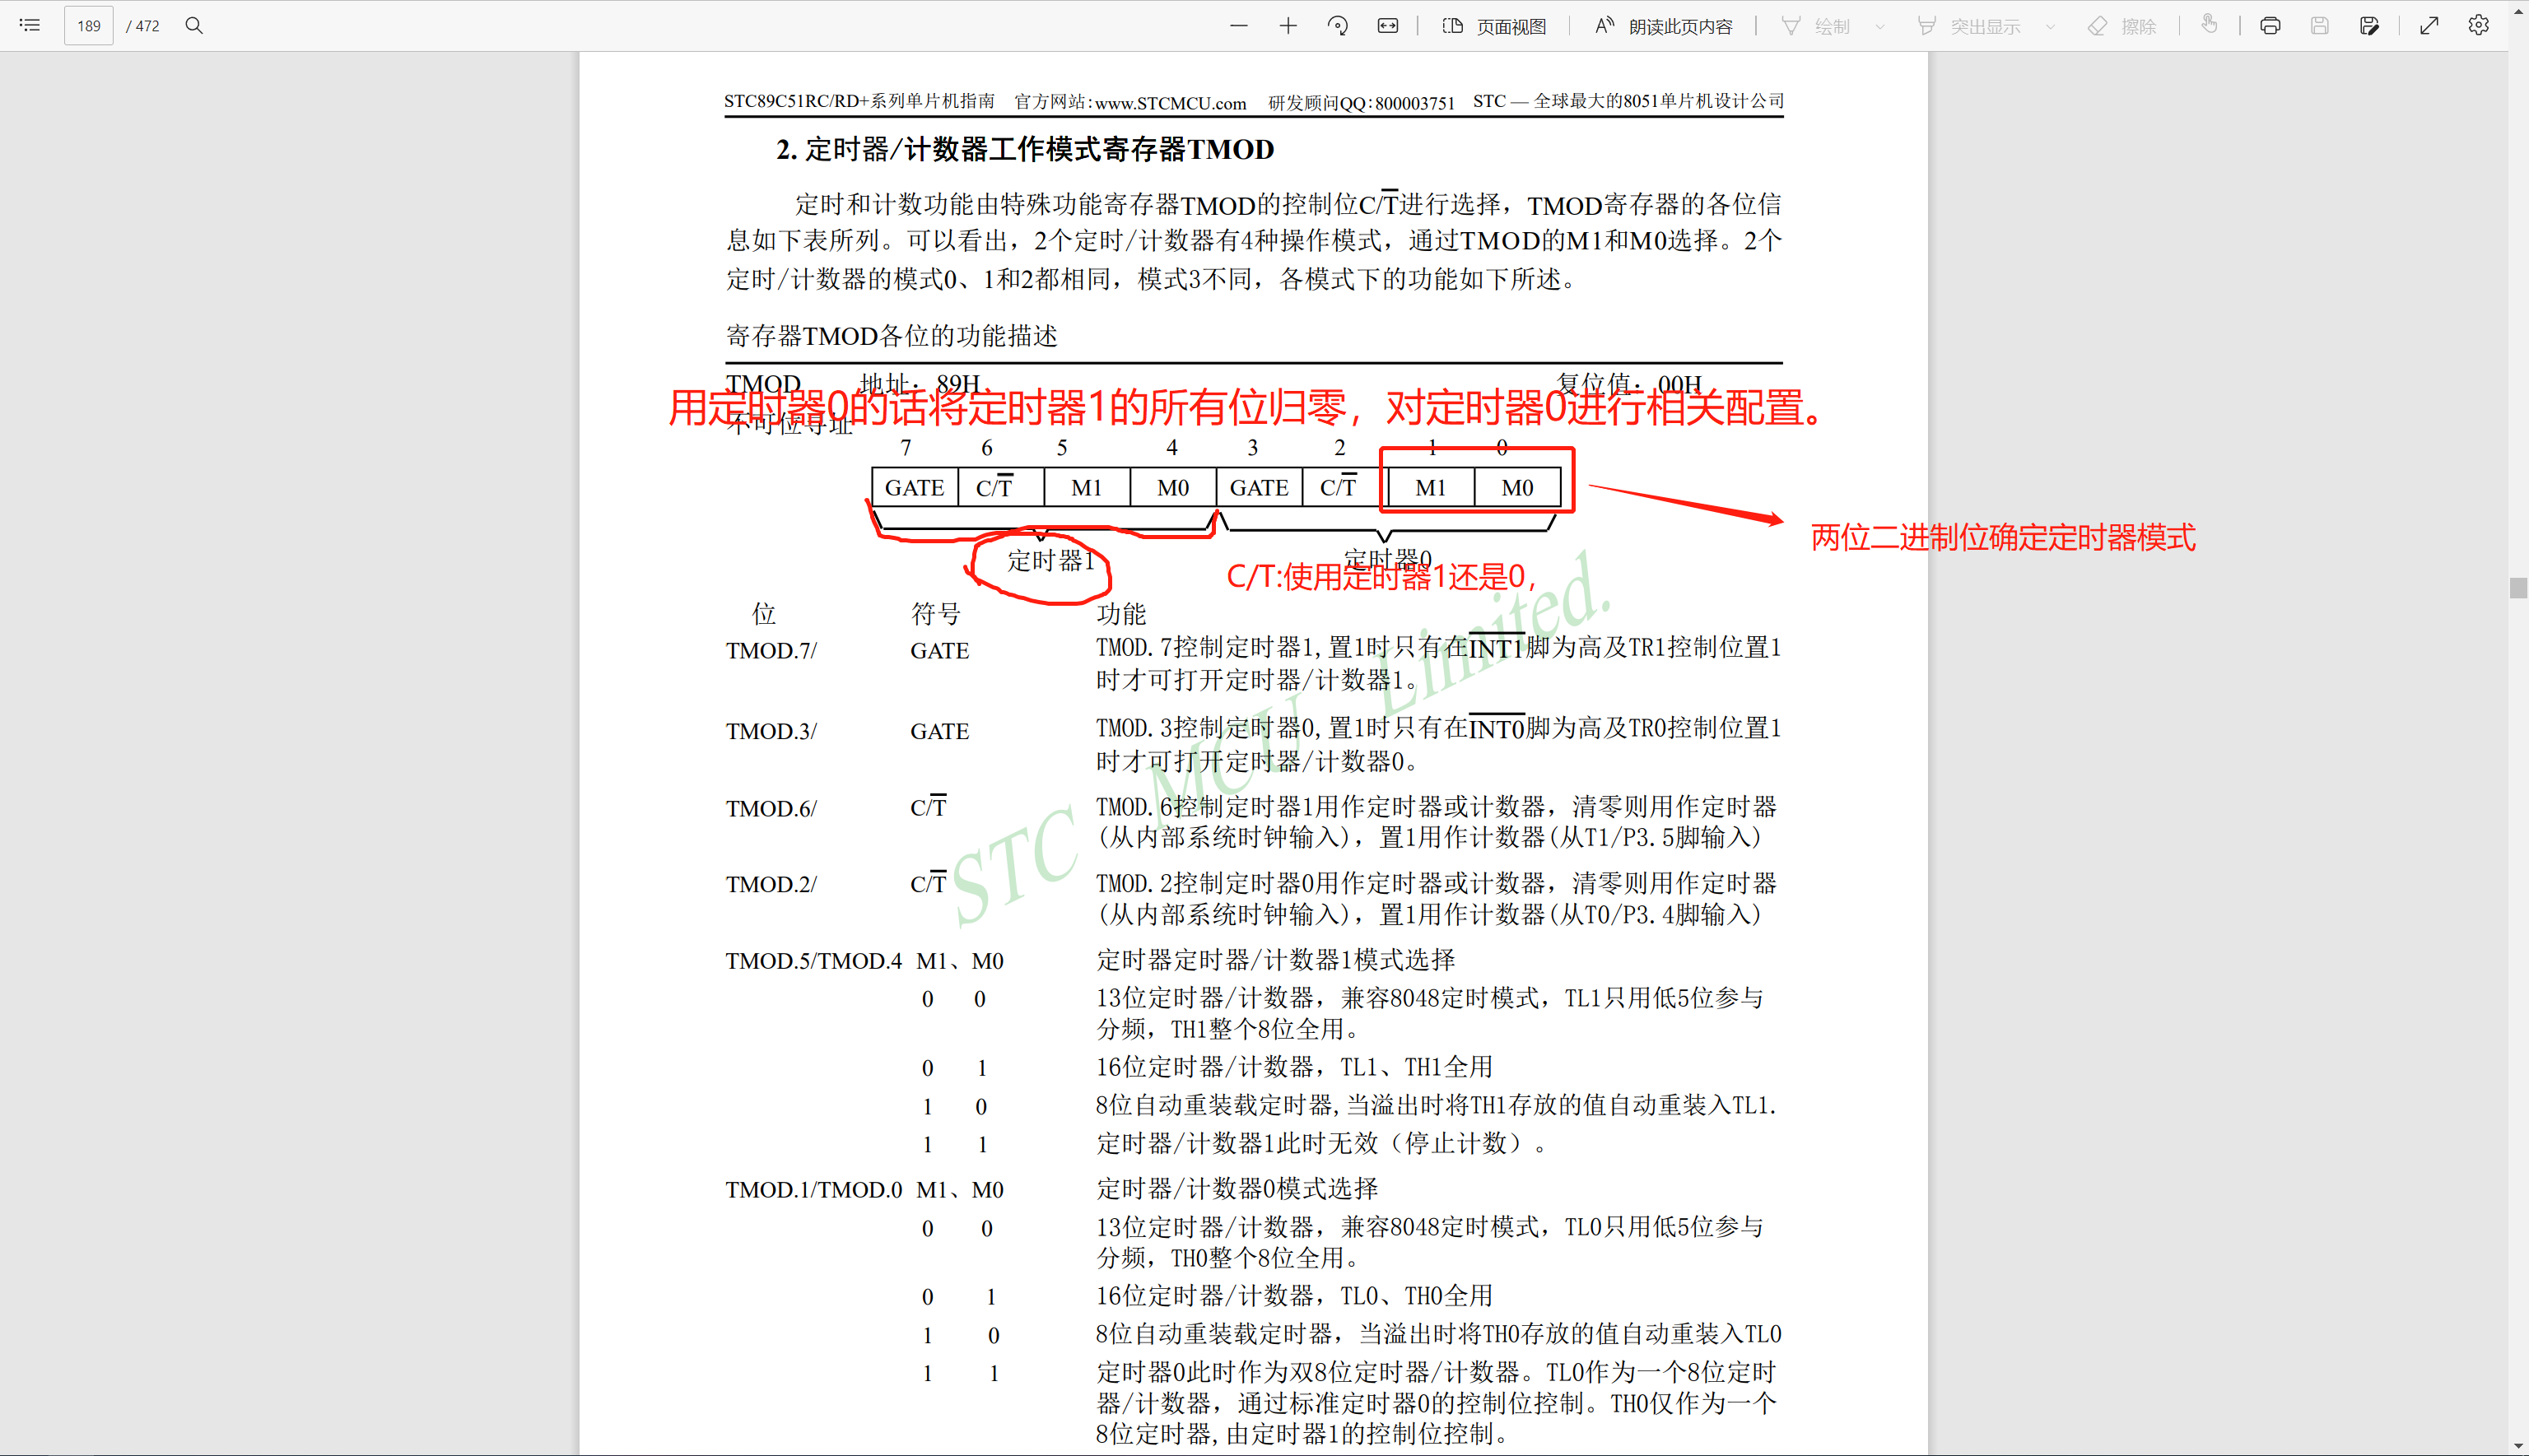 189 / 472 页面视图 朗读此页内容 绘制 突出显示 擦除
STC89C51RC/RD+系列单片机指南 官方网站:www.STCMCU.com 研发顾问QQ:800003751 STC — 全球最大的8051单片机设计公司
2. 定时器/计数器工作模式寄存器TMOD
定时和计数功能由特殊功能寄存器TMOD的控制位C/T̅进行选择，TMOD寄存器的各位信
息如下表所列。可以看出，2个定时/计数器有4种操作模式，通过TMOD的M1和M0选择。2个
定时/计数器的模式0、1和2都相同，模式3不同，各模式下的功能如下所述。
寄存器TMOD各位的功能描述
TMOD 地址：89H 复位值：00H
用定时器0的话将定时器1的所有位归零，对定时器0进行相关配置。
不可位寻址
7 6 5 4 3 2 1 0
GATE C/T̅ M1 M0 GATE C/T̅ M1 M0
两位二进制位确定定时器模式
定时器1 定时器0
C/T:使用定时器1还是0，
位 符号 功能
TMOD.7/ GATE TMOD.7控制定时器1,置1时只有在I̅N̅T̅1̅脚为高及TR1控制位置1
时才可打开定时器/计数器1。
TMOD.3/ GATE TMOD.3控制定时器0,置1时只有在I̅N̅T̅0̅脚为高及TR0控制位置1
时才可打开定时器/计数器0。
TMOD.6/ C/T̅ TMOD.6控制定时器1用作定时器或计数器，清零则用作定时器
(从内部系统时钟输入)，置1用作计数器(从T1/P3.5脚输入)
TMOD.2/ C/T̅ TMOD.2控制定时器0用作定时器或计数器，清零则用作定时器
(从内部系统时钟输入)，置1用作计数器(从T0/P3.4脚输入)
TMOD.5/TMOD.4 M1、M0 定时器定时器/计数器1模式选择
0 0 13位定时器/计数器，兼容8048定时模式，TL1只用低5位参与
分频，TH1整个8位全用。
0 1 16位定时器/计数器，TL1、TH1全用
1 0 8位自动重装载定时器,当溢出时将TH1存放的值自动重装入TL1.
1 1 定时器/计数器1此时无效（停止计数）。
TMOD.1/TMOD.0 M1、M0 定时器/计数器0模式选择
0 0 13位定时器/计数器，兼容8048定时模式，TL0只用低5位参与
分频，TH0整个8位全用。
0 1 16位定时器/计数器，TL0、TH0全用
1 0 8位自动重装载定时器，当溢出时将TH0存放的值自动重装入TL0
1 1 定时器0此时作为双8位定时器/计数器。TL0作为一个8位定时
器/计数器，通过标准定时器0的控制位控制。TH0仅作为一个
8位定时器,由定时器1的控制位控制。
STC MCU Limited.